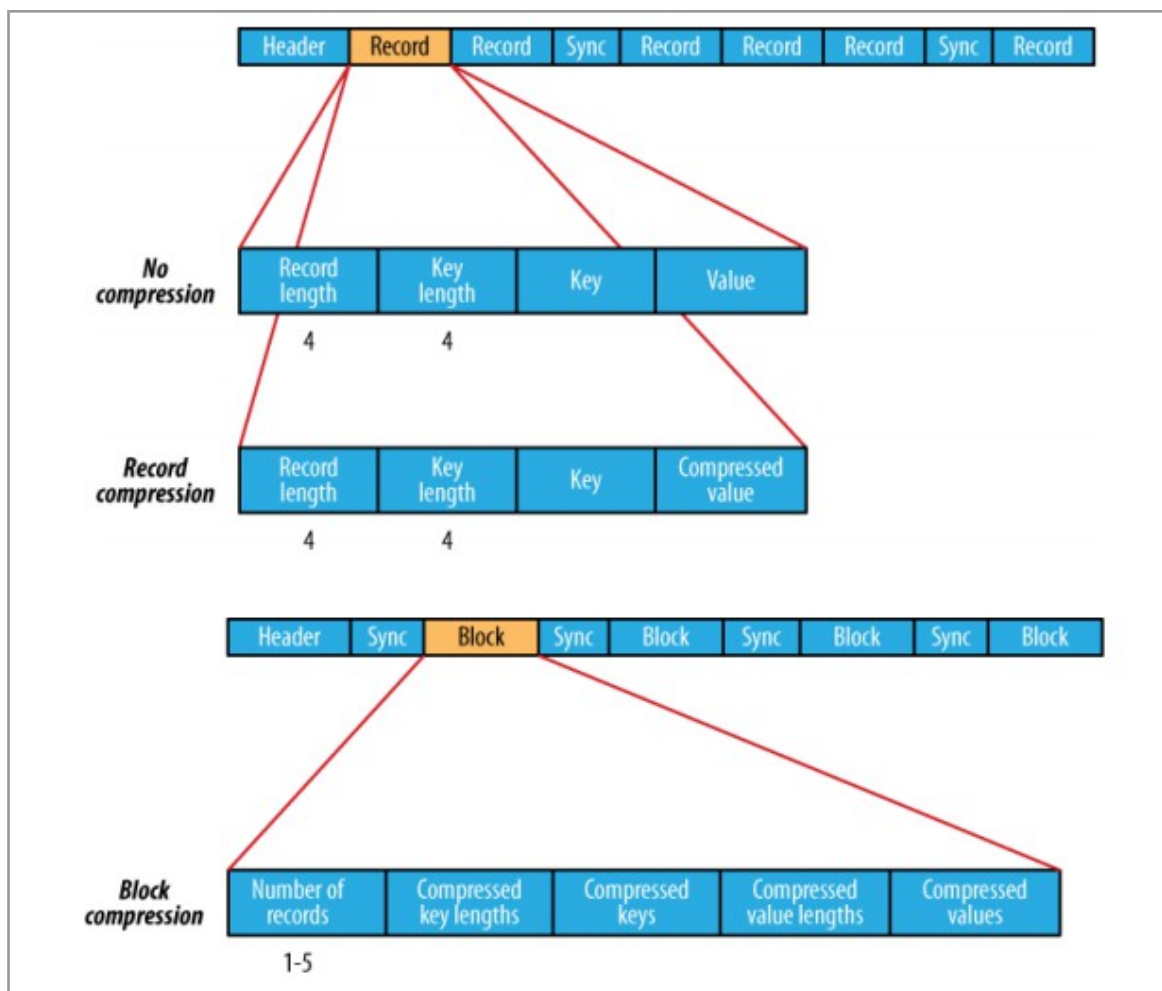 Header Record Record Sync Record Record Record Sync Record
No
compression
Record
length
Key
length
Key
Value
4 4
Record
compression
Record
length
Key
length
Key
Compressed
value
4 4
Header Sync Block Sync Block Sync Block Sync Block
Block
compression
Number of
records
Compressed
key lengths
Compressed
keys
Compressed
value lengths
Compressed
values
1-5